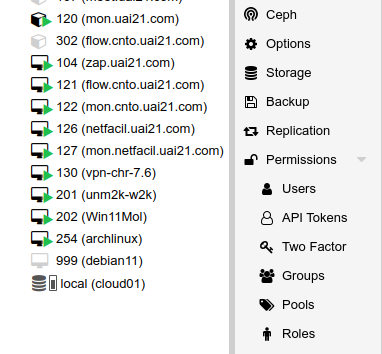 120 (mon.uai21.com)
302 (flow.cnto.uai21.com)
104 (zap.uai21.com)
121 (flow.cnto.uai21.com)
122 (mon.cnto.uai21.com)
126 (netfacil.uai21.com)
127 (mon.netfacil.uai21.com)
130 (vpn-chr-7.6)
201 (unm2k-w2k)
202 (Win11Mol)
254 (archlinux)
999 (debian11)
local (cloud01)
Ceph
Options
Storage
Backup
Replication
Permissions
Users
API Tokens
Two Factor
Groups
Pools
Roles